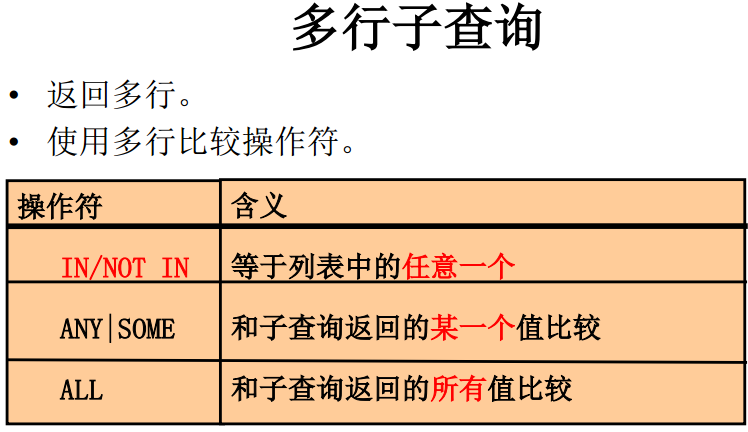 多行子查询
• 返回多行。
• 使用多行比较操作符。
操作符 含义
IN/NOT IN 等于列表中的任意一个
ANY|SOME 和子查询返回的某一个值比较
ALL 和子查询返回的所有值比较